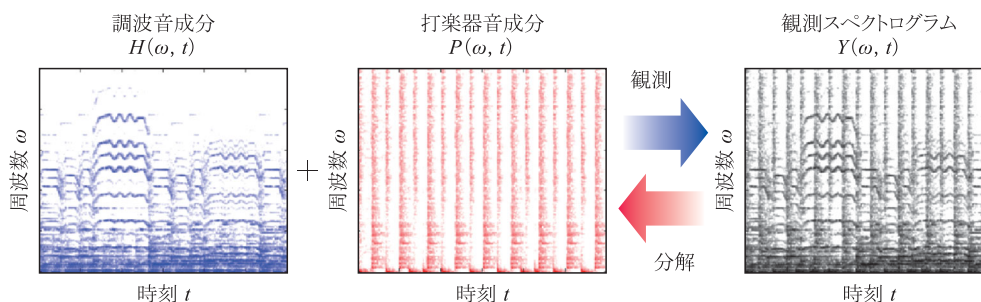 調波音成分
H(ω, t)
周波数 ω
時刻 t
+
打楽器音成分
P(ω, t)
周波数 ω
時刻 t
観測
分解
観測スペクトログラム
Y(ω, t)
周波数 ω
時刻 t